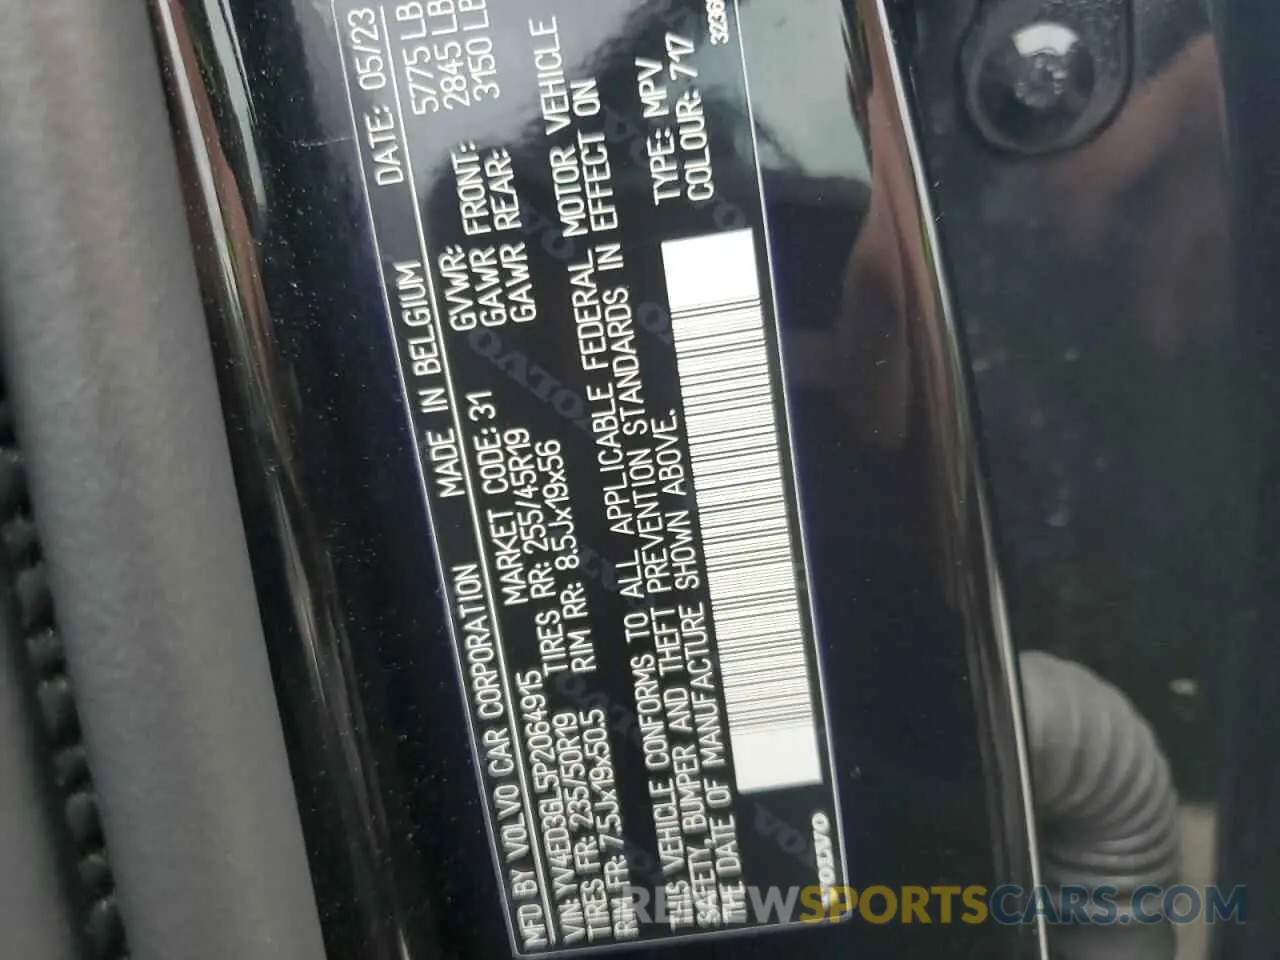 MFD BY VOLVO CAR CORPORATION MADE IN BELGIUM DATE: 05/23
VIN: YV4ED3GL5P2064915 MARKET CODE: 31 GVWR: 5775 LB
TIRES FR: 235/50R19 TIRES RR: 255/45R19 GAWR FRONT: 2845 LB
RIM FR: 7.5Jx19x50.5 RIM RR: 8.5Jx19x56 GAWR REAR: 3150 LB
THIS VEHICLE CONFORMS TO ALL APPLICABLE FEDERAL MOTOR VEHICLE
SAFETY, BUMPER AND THEFT PREVENTION STANDARDS IN EFFECT ON
THE DATE OF MANUFACTURE SHOWN ABOVE.
TYPE: MPV
COLOUR: 717
VOLVO
RENEWSPORTSCARS.COM